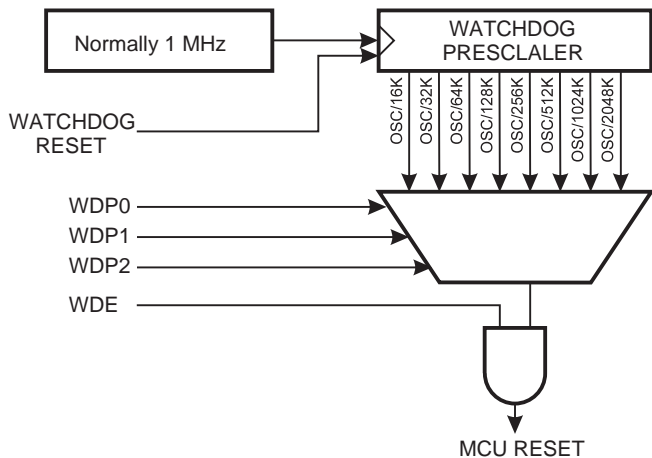 Normally 1 MHz
WATCHDOG
PRESCLALER
WATCHDOG
RESET
OSC/16K
OSC/32K
OSC/64K
OSC/128K
OSC/256K
OSC/512K
OSC/1024K
OSC/2048K
WDP0
WDP1
WDP2
WDE
MCU RESET